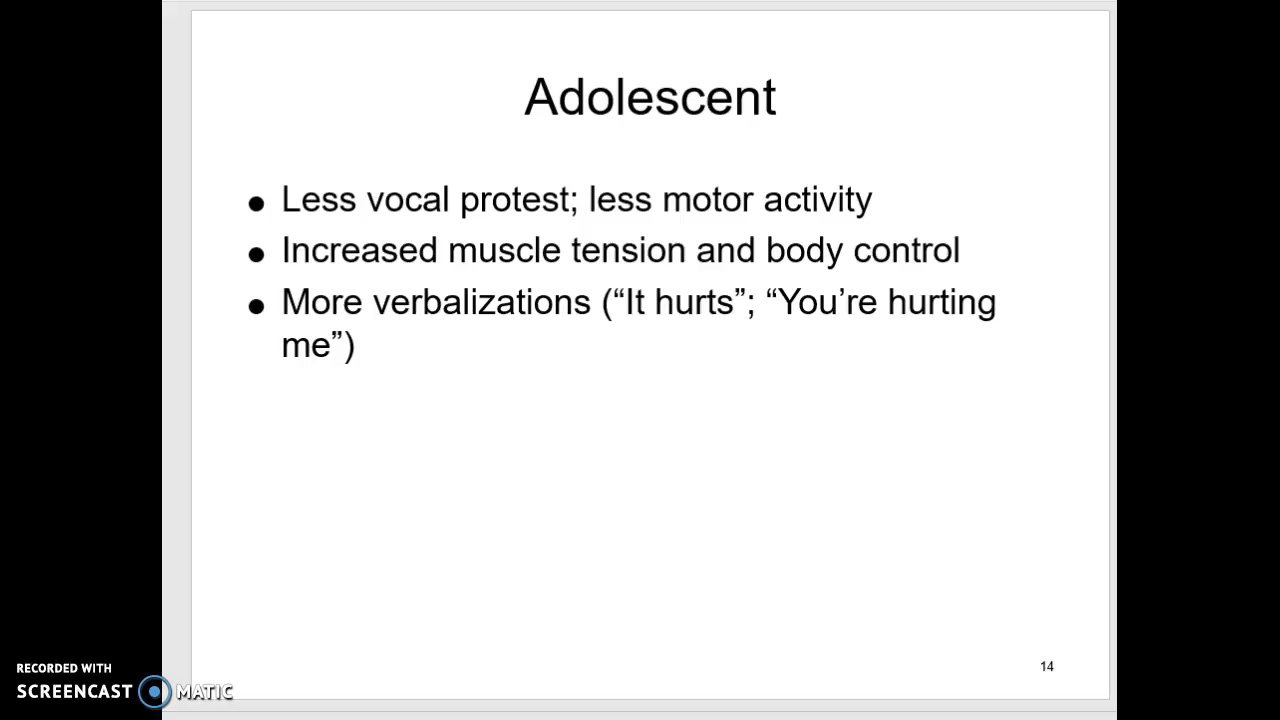 Adolescent
● Less vocal protest; less motor activity
● Increased muscle tension and body control
● More verbalizations (“It hurts”; “You’re hurting
me”)
14
RECORDED WITH
SCREENCAST MATIC